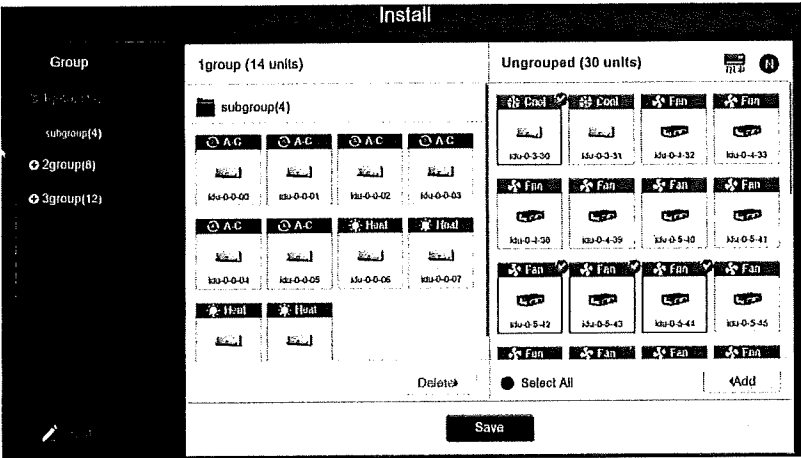 Install
Group
subgroup(4)
2group(8)
3group(12)
1group (14 units)
subgroup(4)
A-C A-C A-C A-C
idu-0-0-00 idu-0-0-01 idu-0-0-02 idu-0-0-03
A-C A-C Heat Heat
idu-0-0-04 idu-0-0-05 idu-0-0-06 idu-0-0-07
Heat Heat
Delete
Ungrouped (30 units)
N
Cool Cool Fan Fan
idu-0-3-30 idu-0-3-31 idu-0-4-32 idu-0-4-33
Fan Fan Fan Fan
idu-0-4-38 idu-0-4-39 idu-0-5-40 idu-0-5-41
Fan Fan Fan Fan
idu-0-5-42 idu-0-5-43 idu-0-5-44 idu-0-5-45
Fan Fan Fan Fan
Select All
Add
Save